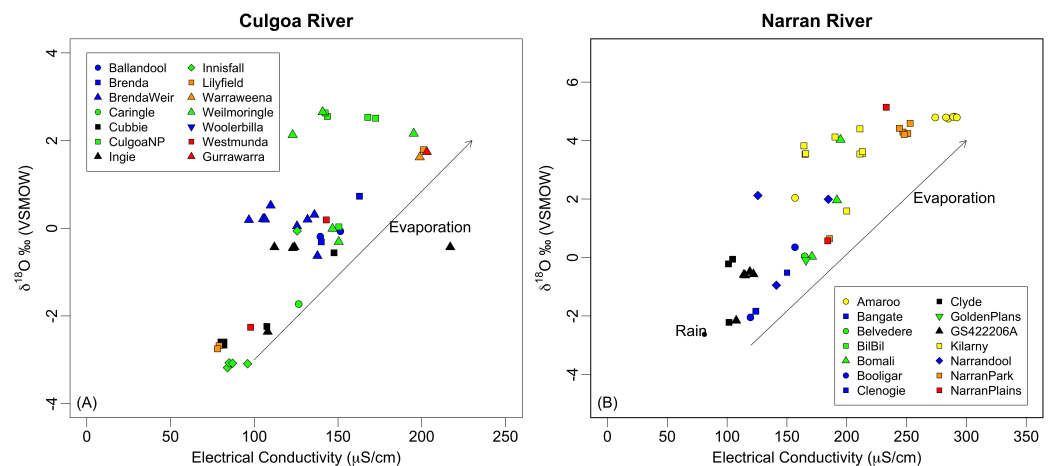 Culgoa River
δ18O ‰ (VSMOW)
4
2
0
-2
-4
Ballandool
Brenda
BrendaWeir
Caringle
Cubbie
CulgoaNP
Ingie
Innisfall
Lilyfield
Warraweena
Weilmoringle
Woolerbilla
Westmunda
Gurrawarra
Evaporation
(A)
0 50 100 150 200 250
Electrical Conductivity (μS/cm)
Narran River
δ18O ‰ (VSMOW)
6
4
2
0
-2
-4
Evaporation
Rain
Amaroo
Bangate
Belvedere
BilBil
Bomali
Booligar
Clenogie
Clyde
GoldenPlans
GS422206A
Kilarny
Narrandool
NarranPark
NarranPlains
(B)
0 50 100 150 200 250 300 350
Electrical Conductivity (μS/cm)